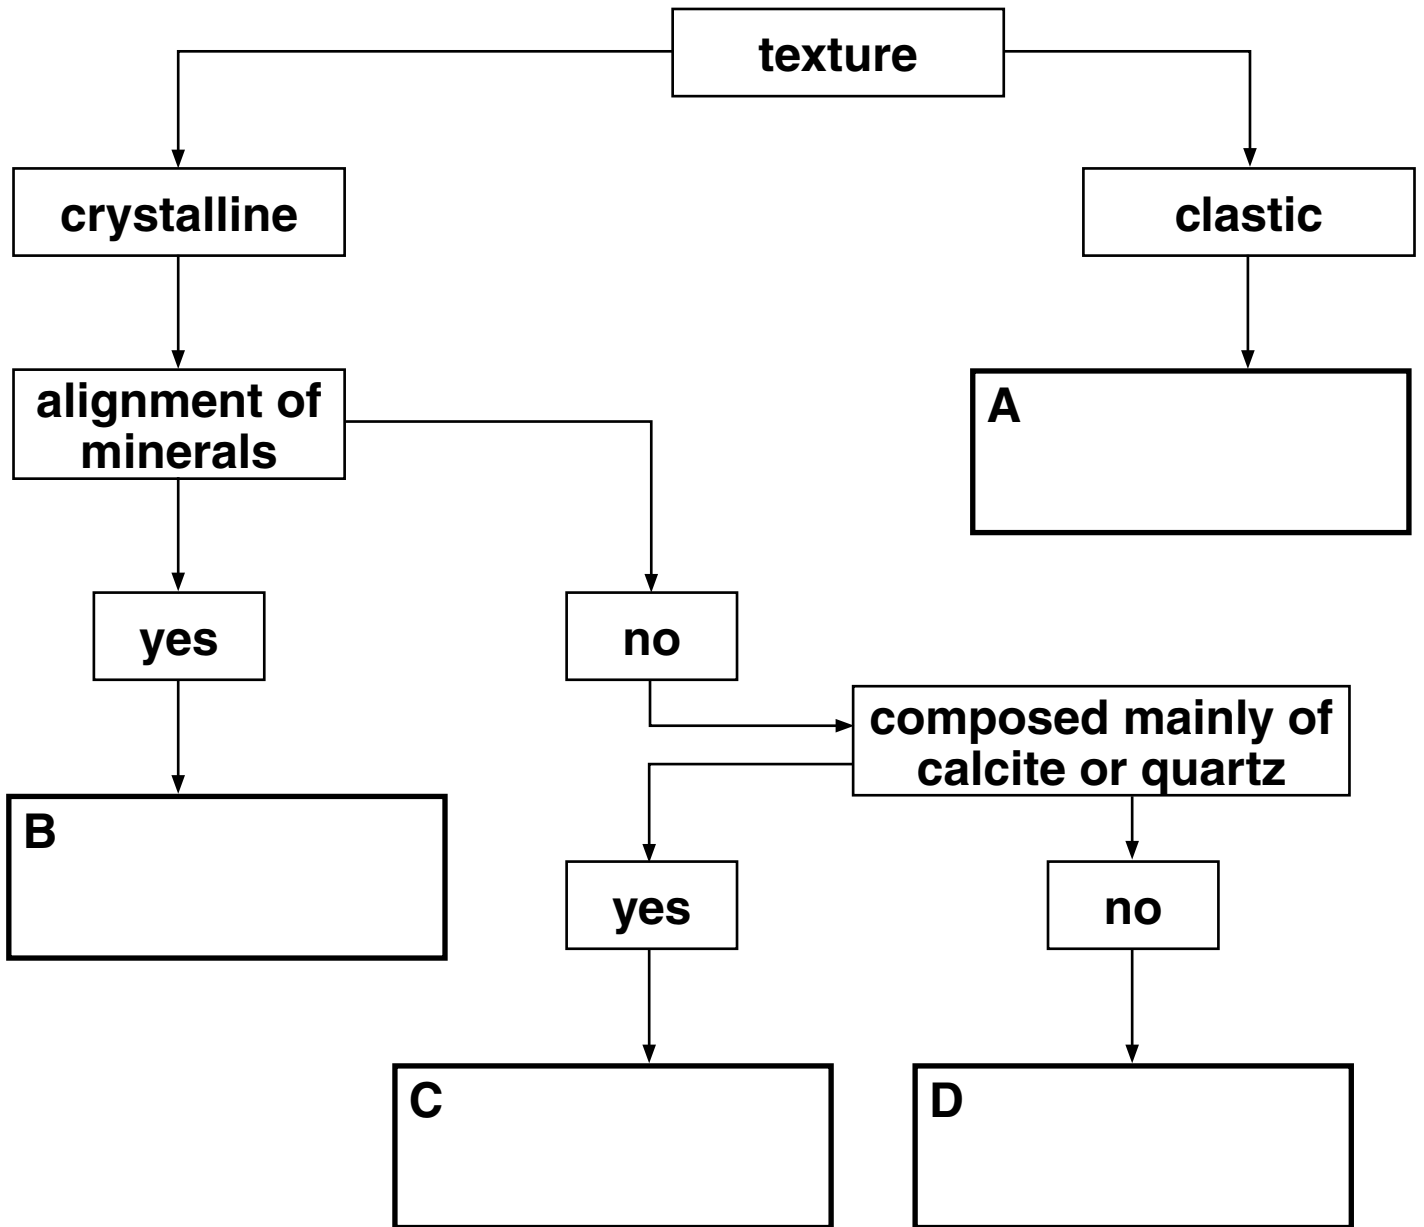 texture
crystalline
clastic
alignment of
minerals
A
yes
no
composed mainly of
calcite or quartz
B
yes
no
C
D